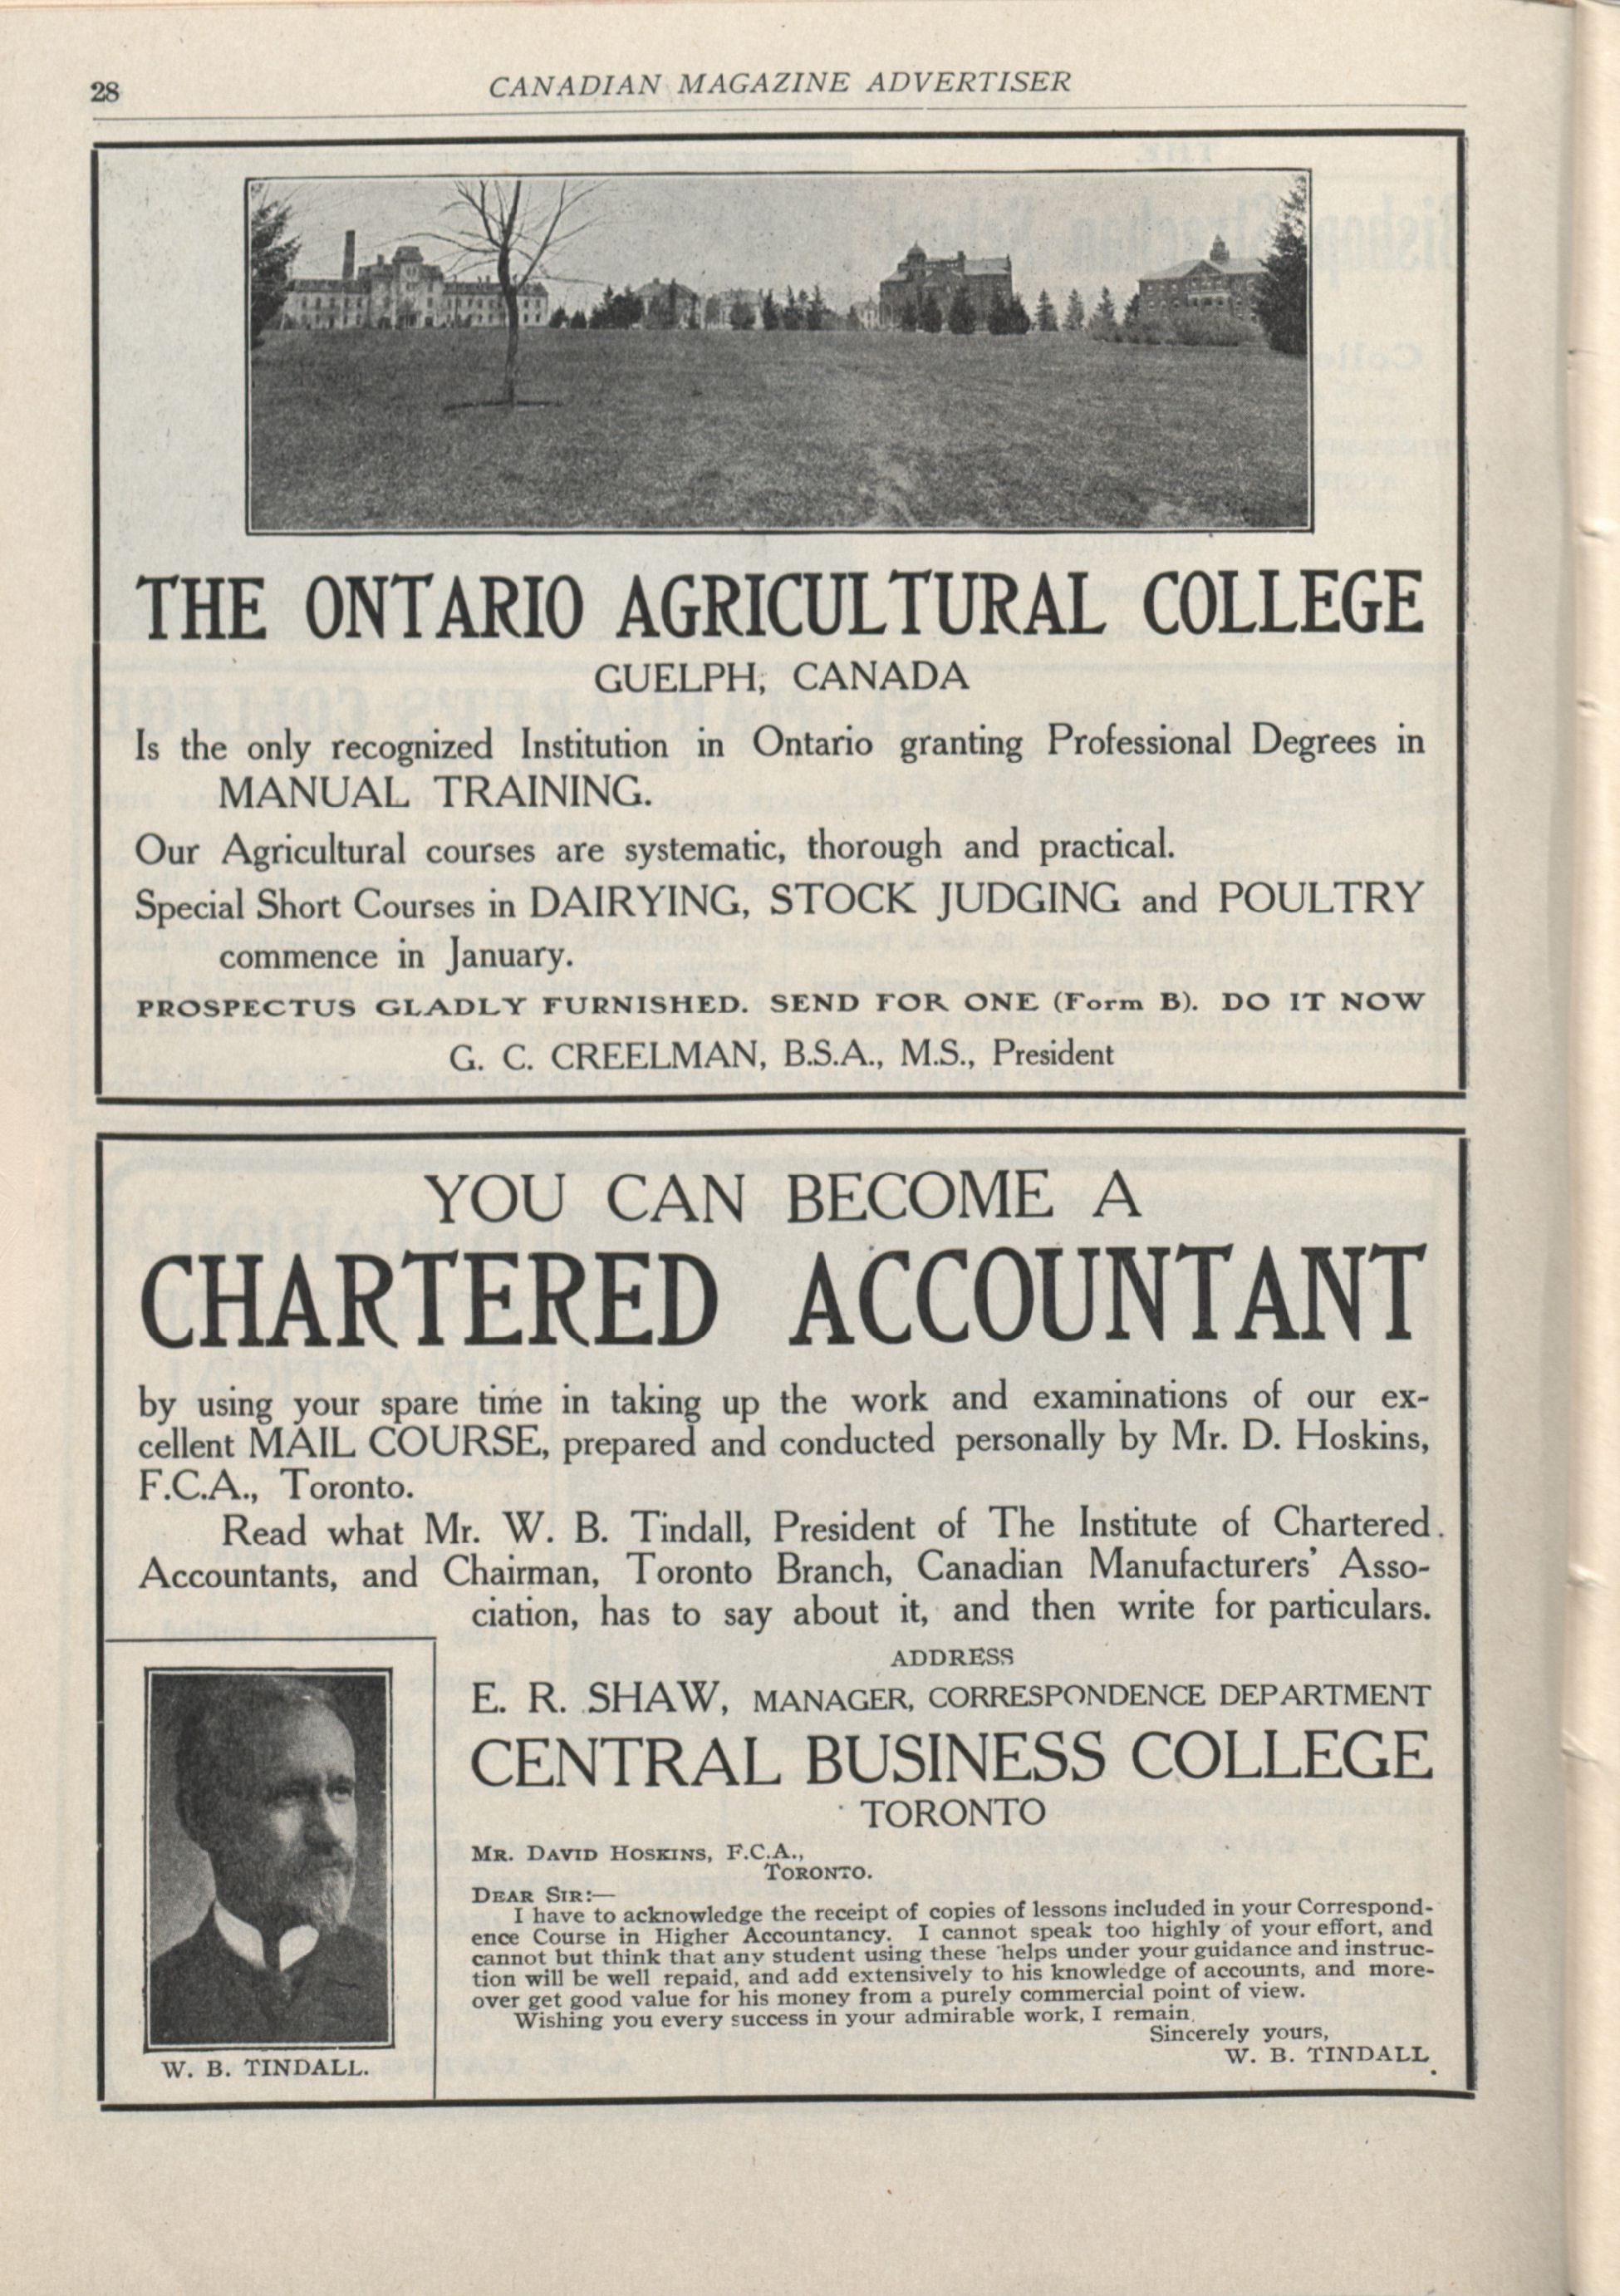 28
CANADIAN MAGAZINE ADVERTISER
THE ONTARIO AGRICULTURAL COLLEGE
GUELPH, CANADA
Is the only recognized Institution in Ontario granting Professional Degrees in
MANUAL TRAINING.
Our Agricultural courses are systematic, thorough and practical.
Special Short Courses in DAIRYING, STOCK JUDGING and POULTRY
commence in January.
PROSPECTUS GLADLY FURNISHED. SEND FOR ONE (Form B). DO IT NOW
G. C. CREELMAN, B.S.A., M.S., President
YOU CAN BECOME A
CHARTERED ACCOUNTANT
by using your spare time in taking up the work and examinations of our ex-
cellent MAIL COURSE, prepared and conducted personally by Mr. D. Hoskins,
F.C.A., Toronto.
Read what Mr. W. B. Tindall, President of The Institute of Chartered
Accountants, and Chairman, Toronto Branch, Canadian Manufacturers' Asso-
ciation, has to say about it, and then write for particulars.
ADDRESS
E. R. SHAW, MANAGER, CORRESPONDENCE DEPARTMENT
CENTRAL BUSINESS COLLEGE
TORONTO
MR. DAVID HOSKINS, F.C.A.,
TORONTO.
DEAR SIR:—
I have to acknowledge the receipt of copies of lessons included in your Correspond-
ence Course in Higher Accountancy. I cannot speak too highly of your effort, and
cannot but think that any student using these helps under your guidance and instruc-
tion will be well repaid, and add extensively to his knowledge of accounts, and more-
over get good value for his money from a purely commercial point of view.
Wishing you every success in your admirable work, I remain,
Sincerely yours,
W. B. TINDALL.
W. B. TINDALL.